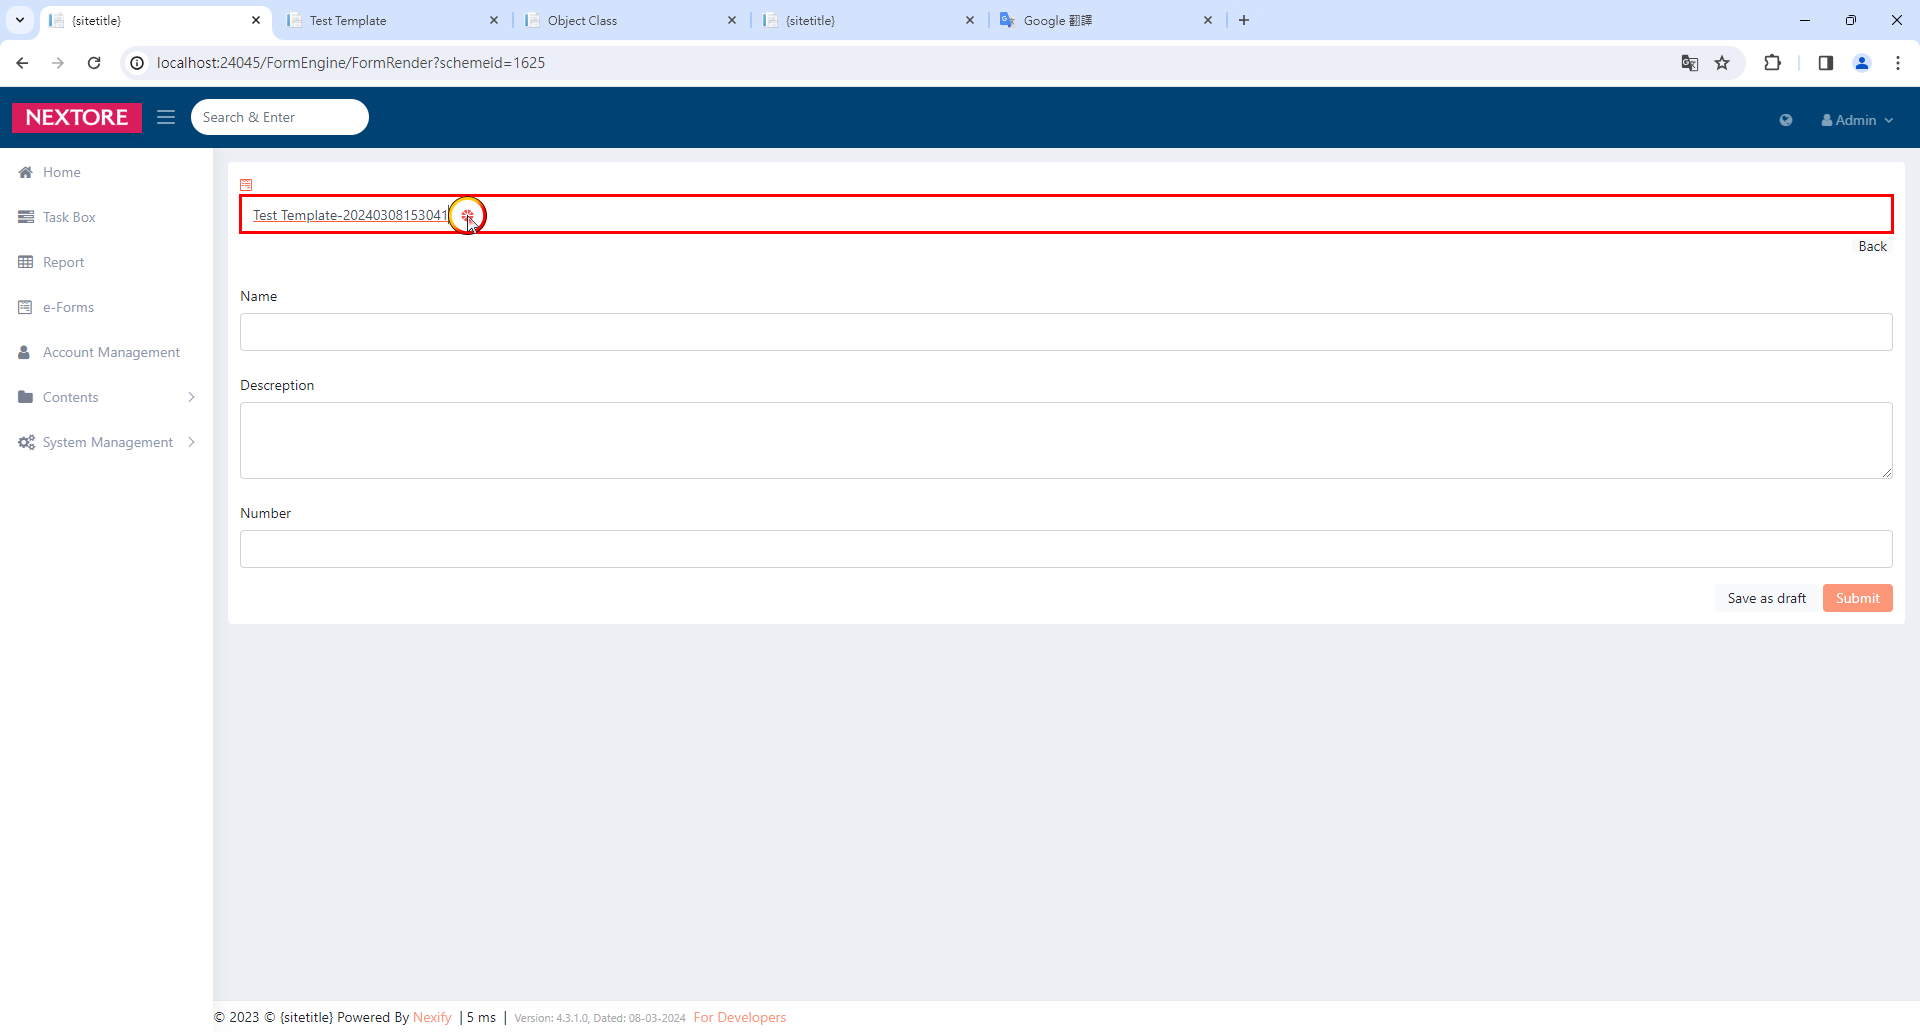 {sitetitle}
Test Template
Object Class
{sitetitle}
Google 翻譯
localhost:24045/FormEngine/FormRender?schemeid=1625
NEXTORE
Search & Enter
Admin
Home
Task Box
Report
e-Forms
Account Management
Contents
System Management
Test Template-20240308153041
Back
Name
Descreption
Number
Save as draft
Submit
© 2023 © {sitetitle} Powered By Nexify | 5 ms | Version: 4.3.1.0, Dated: 08-03-2024 For Developers